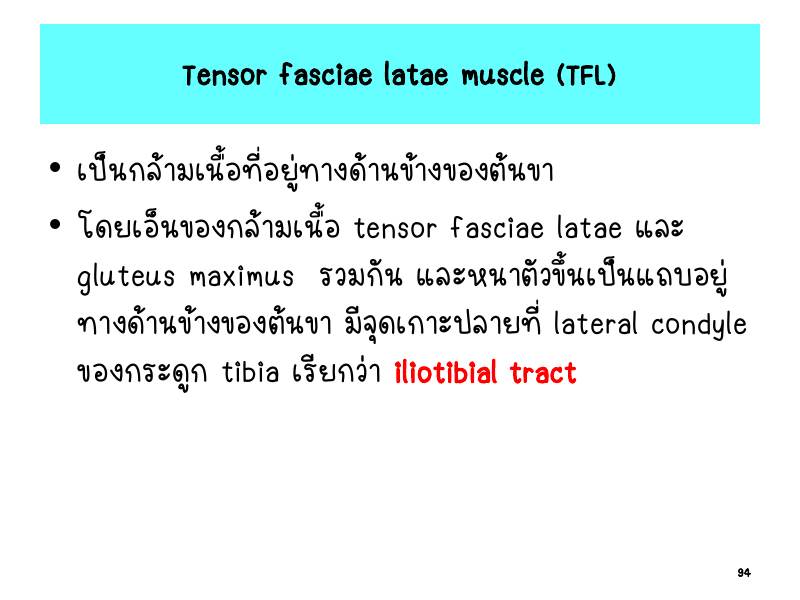 Tensor fasciae latae muscle (TFL)
• เป็นกล้ามเนื้อที่อยู่ทางด้านข้างของต้นขา
• โดยเอ็นของกล้ามเนื้อ tensor fasciae latae และ
gluteus maximus รวมกัน และหนาตัวขึ้นเป็นแถบอยู่
ทางด้านข้างของต้นขา มีจุดเกาะปลายที่ lateral condyle
ของกระดูก tibia เรียกว่า iliotibial tract
94